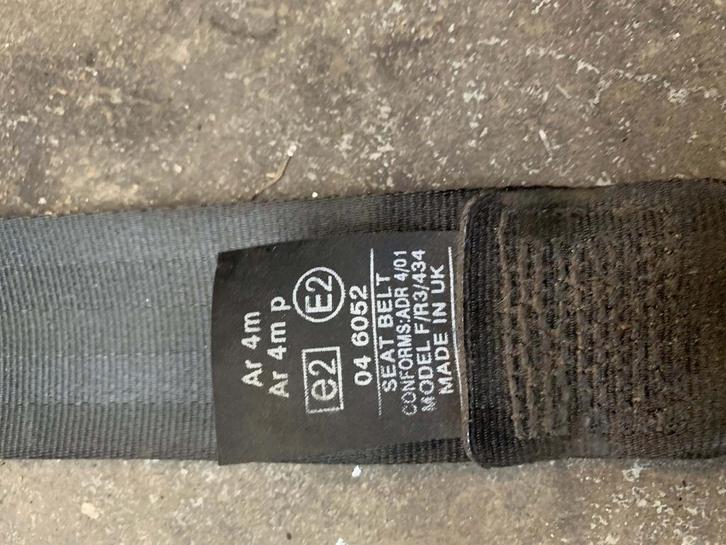 Ar 4m
Ar 4m p
e2 E2
04 6052
SEAT BELT
CONFORMS:ADR 4/01
MODEL F/R3/434
MADE IN UK